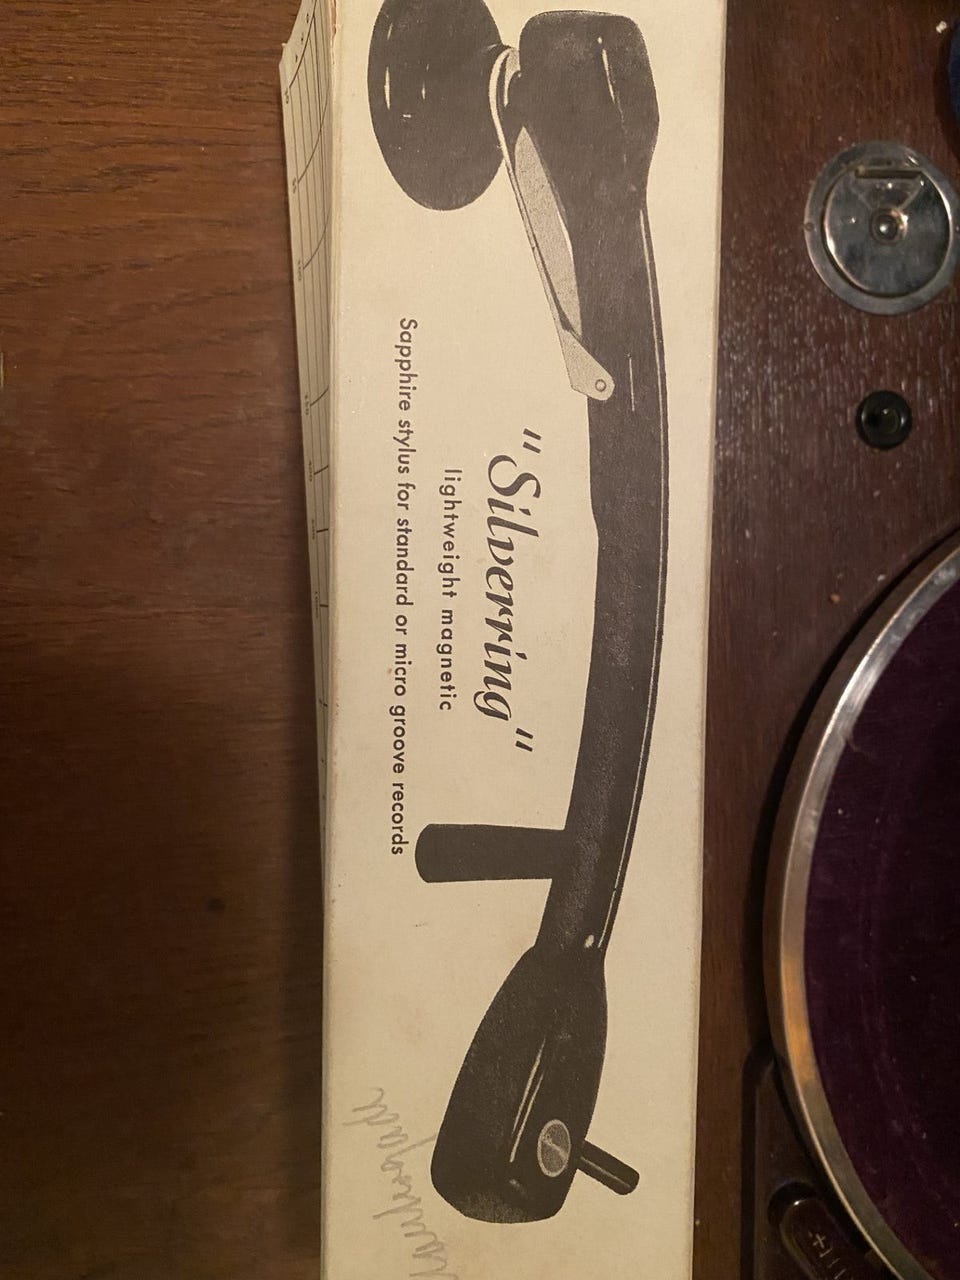 "Silverring"
lightweight magnetic
Sapphire stylus for standard or micro groove records